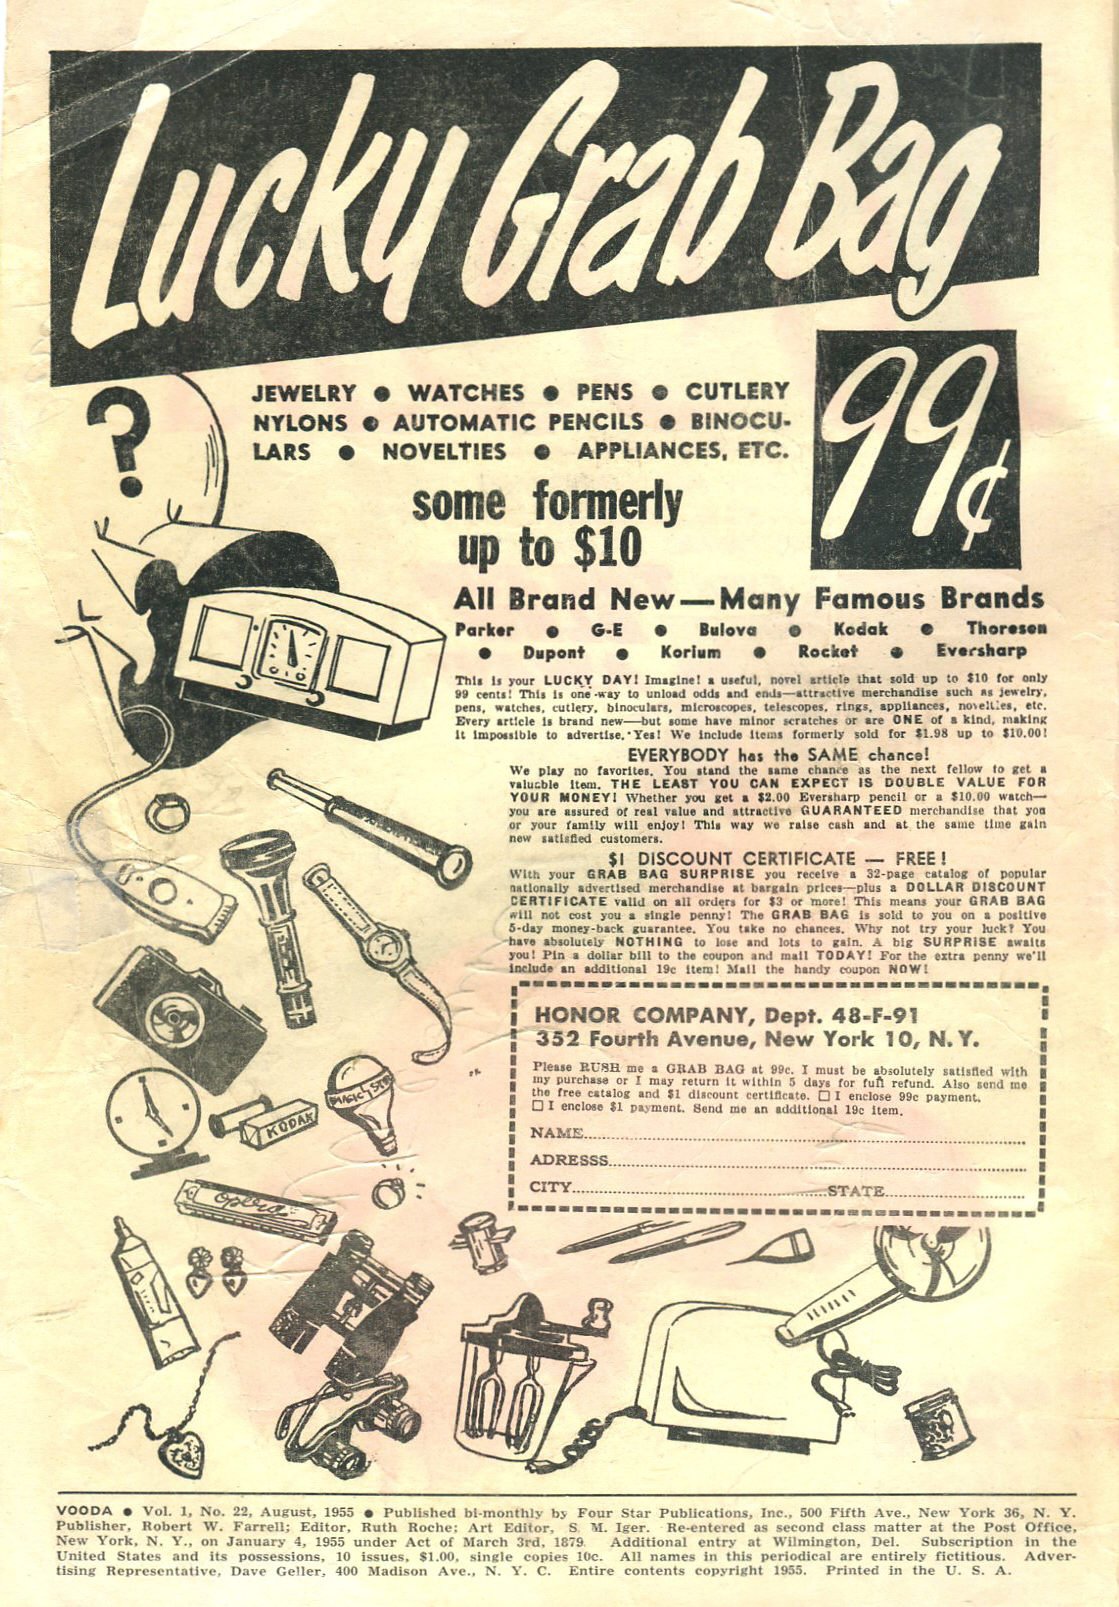 Lucky Grab Bag
99¢
?
JEWELRY ● WATCHES ● PENS ● CUTLERY
NYLONS ● AUTOMATIC PENCILS ● BINOCU-
LARS ● NOVELTIES ● APPLIANCES, ETC.
some formerly
up to $10
All Brand New—Many Famous Brands
Parker ● G-E ● Bulova ● Kodak ● Thoresen
● Dupont ● Korium ● Rocket ● Eversharp
This is your LUCKY DAY! Imagine! a useful, novel article that sold up to $10 for only
99 cents! This is one way to unload odds and ends—attractive merchandise such as jewelry,
pens, watches, cutlery, binoculars, microscopes, telescopes, rings, appliances, novelties, etc.
Every article is brand new—but some have minor scratches or are ONE of a kind, making
it impossible to advertise. Yes! We include items formerly sold for $1.98 up to $10.00!
EVERYBODY has the SAME chance!
We play no favorites. You stand the same chance as the next fellow to get a
valuable item. THE LEAST YOU CAN EXPECT IS DOUBLE VALUE FOR
YOUR MONEY! Whether you get a $2.00 Eversharp pencil or a $10.00 watch—
you are assured of real value and attractive GUARANTEED merchandise that you
or your family will enjoy! This way we raise cash and at the same time gain
new satisfied customers.
$1 DISCOUNT CERTIFICATE — FREE!
With your GRAB BAG SURPRISE you receive a 32-page catalog of popular
nationally advertised merchandise at bargain prices—plus a DOLLAR DISCOUNT
CERTIFICATE valid on all orders for $3 or more! This means your GRAB BAG
will not cost you a single penny! The GRAB BAG is sold to you on a positive
5-day money-back guarantee. You take no chances. Why not try your luck? You
have absolutely NOTHING to lose and lots to gain. A big SURPRISE awaits
you! Pin a dollar bill to the coupon and mail TODAY! For the extra penny we'll
include an additional 19c item! Mail the handy coupon NOW!
HONOR COMPANY, Dept. 48-F-91
352 Fourth Avenue, New York 10, N. Y.
Please RUSH me a GRAB BAG at 99c. I must be absolutely satisfied with
my purchase or I may return it within 5 days for full refund. Also send me
the free catalog and $1 discount certificate. ☐ I enclose 99c payment.
☐ I enclose $1 payment. Send me an additional 19c item.
NAME
ADRESSS
CITY STATE
KODAK
opera
VOODA ● Vol. 1, No. 22, August, 1955 ● Published bi-monthly by Four Star Publications, Inc., 500 Fifth Ave., New York 36, N. Y.
Publisher, Robert W. Farrell; Editor, Ruth Roche; Art Editor, S. M. Iger. Re-entered as second class matter at the Post Office,
New York, N. Y., on January 4, 1955 under Act of March 3rd, 1879. Additional entry at Wilmington, Del. Subscription in the
United States and its possessions, 10 issues, $1.00, single copies 10c. All names in this periodical are entirely fictitious. Adver-
tising Representative, Dave Geller, 400 Madison Ave., N. Y. C. Entire contents copyright 1955. Printed in the U. S. A.